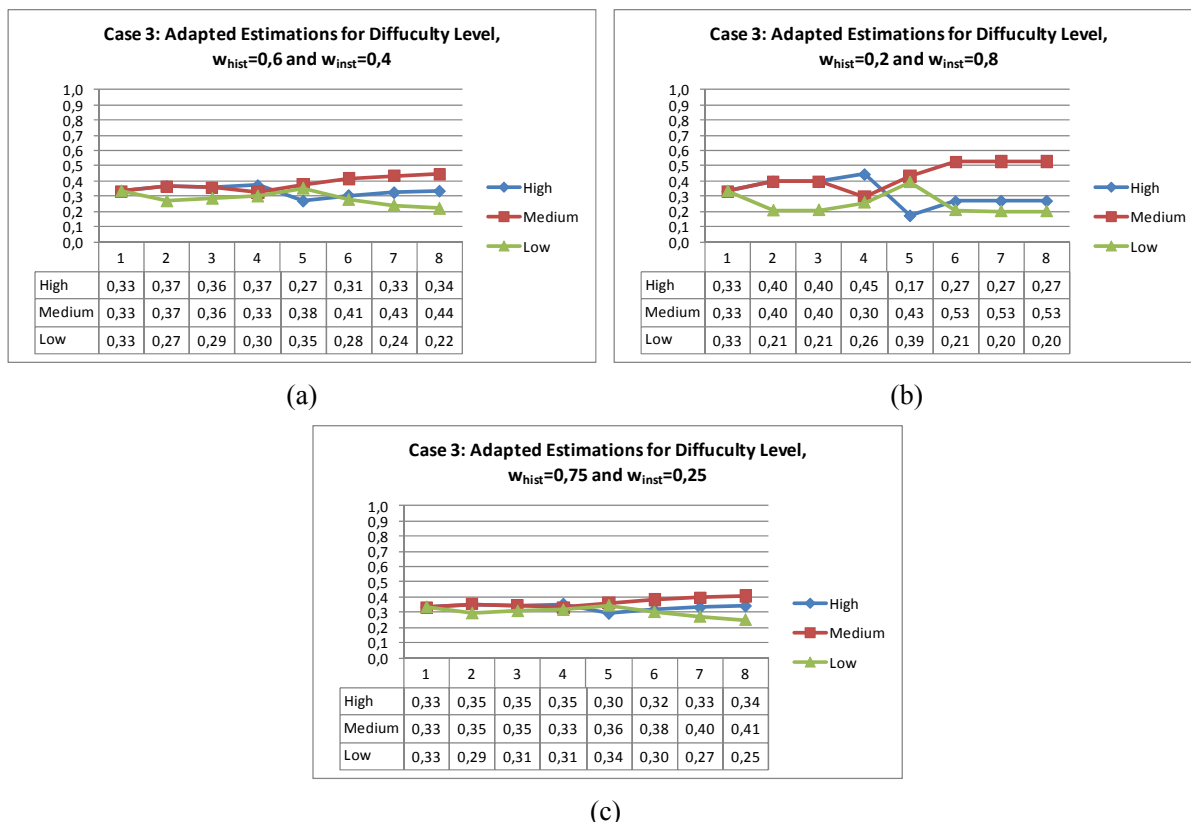 Case 3: Adapted Estimations for Diffuculty Level,
whist=0,6 and winst=0,4
1,0
0,9
0,8
0,7
0,6
0,5
0,4
0,3
0,2
0,1
0,0
High
Medium
Low
1 2 3 4 5 6 7 8
High 0,33 0,37 0,36 0,37 0,27 0,31 0,33 0,34
Medium 0,33 0,37 0,36 0,33 0,38 0,41 0,43 0,44
Low 0,33 0,27 0,29 0,30 0,35 0,28 0,24 0,22
(a)
Case 3: Adapted Estimations for Diffuculty Level,
whist=0,2 and winst=0,8
1,0
0,9
0,8
0,7
0,6
0,5
0,4
0,3
0,2
0,1
0,0
High
Medium
Low
1 2 3 4 5 6 7 8
High 0,33 0,40 0,40 0,45 0,17 0,27 0,27 0,27
Medium 0,33 0,40 0,40 0,30 0,43 0,53 0,53 0,53
Low 0,33 0,21 0,21 0,26 0,39 0,21 0,20 0,20
(b)
Case 3: Adapted Estimations for Diffuculty Level,
whist=0,75 and winst=0,25
1,0
0,9
0,8
0,7
0,6
0,5
0,4
0,3
0,2
0,1
0,0
High
Medium
Low
1 2 3 4 5 6 7 8
High 0,33 0,35 0,35 0,35 0,30 0,32 0,33 0,34
Medium 0,33 0,35 0,35 0,33 0,36 0,38 0,40 0,41
Low 0,33 0,29 0,31 0,31 0,34 0,30 0,27 0,25
(c)